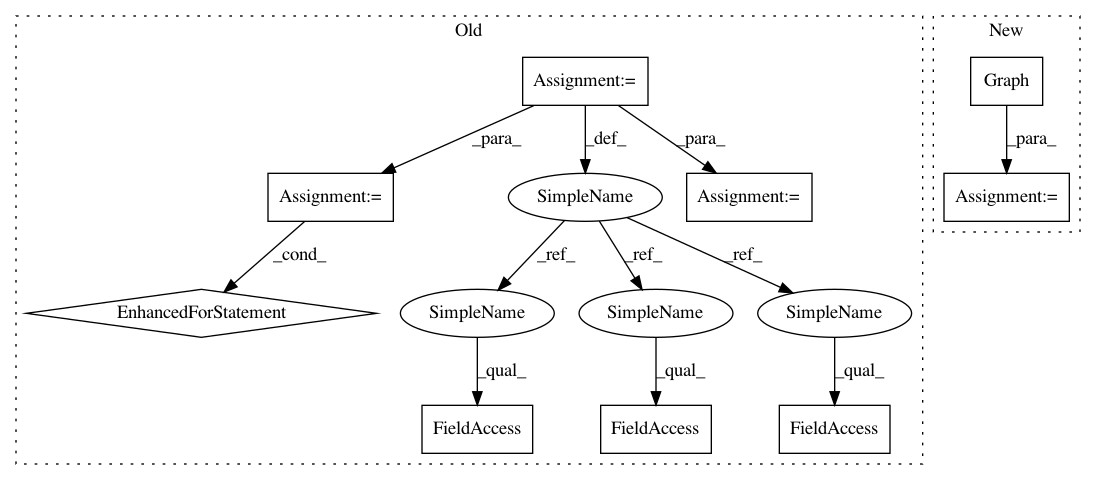 Old
New
Assignment:=
Graph
_para_
_def_
_para_
_para_
Assignment:=
SimpleName
Assignment:=
Assignment:=
_cond_
_ref_
_ref_
_ref_
EnhancedForStatement
SimpleName
SimpleName
SimpleName
_qual_
_qual_
_qual_
FieldAccess
FieldAccess
FieldAccess